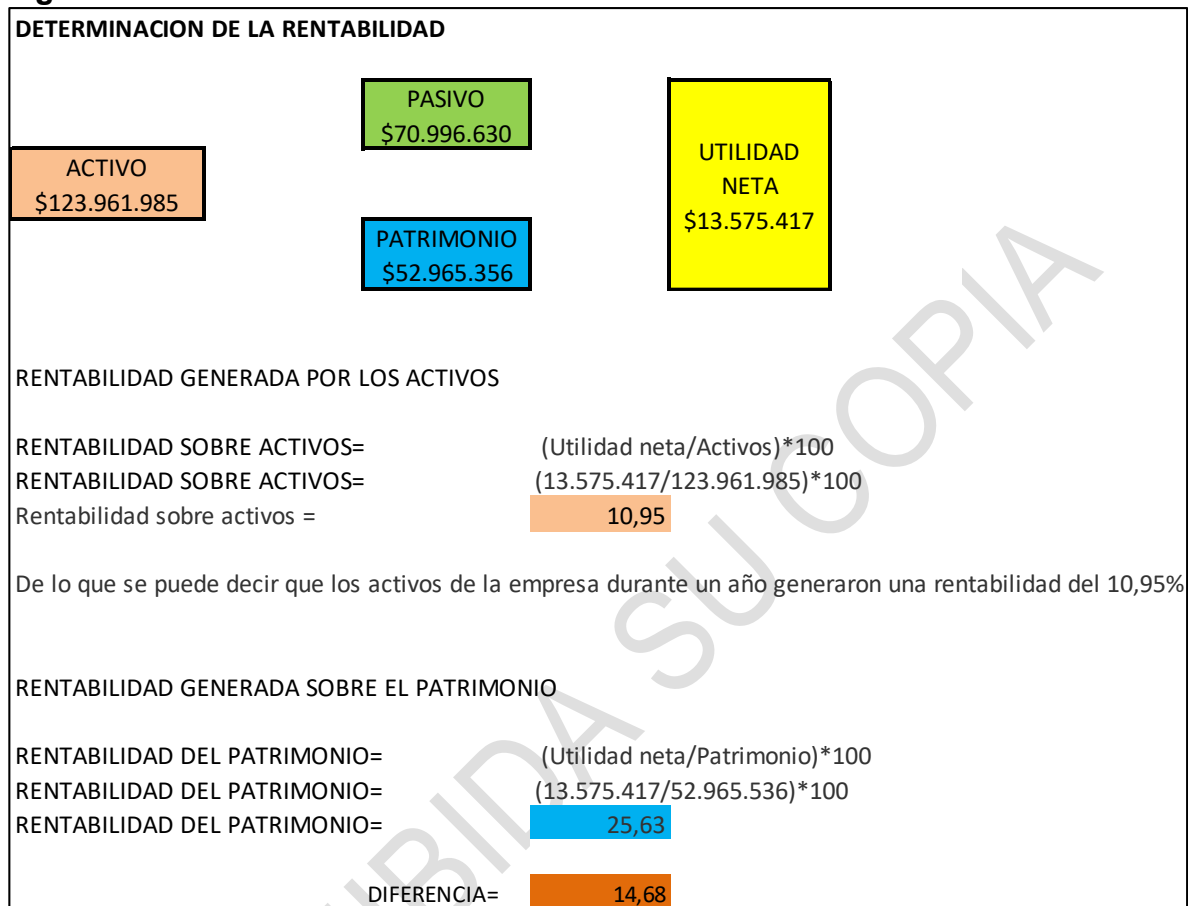 DETERMINACION DE LA RENTABILIDAD
PASIVO
$70.996.630
ACTIVO
$123.961.985
UTILIDAD
NETA
$13.575.417
PATRIMONIO
$52.965.356
RENTABILIDAD GENERADA POR LOS ACTIVOS
RENTABILIDAD SOBRE ACTIVOS= (Utilidad neta/Activos)*100
RENTABILIDAD SOBRE ACTIVOS= (13.575.417/123.961.985)*100
Rentabilidad sobre activos = 10,95
De lo que se puede decir que los activos de la empresa durante un año generaron una rentabilidad del 10,95%
RENTABILIDAD GENERADA SOBRE EL PATRIMONIO
RENTABILIDAD DEL PATRIMONIO= (Utilidad neta/Patrimonio)*100
RENTABILIDAD DEL PATRIMONIO= (13.575.417/52.965.536)*100
RENTABILIDAD DEL PATRIMONIO= 25,63
DIFERENCIA= 14,68
SU COPIA